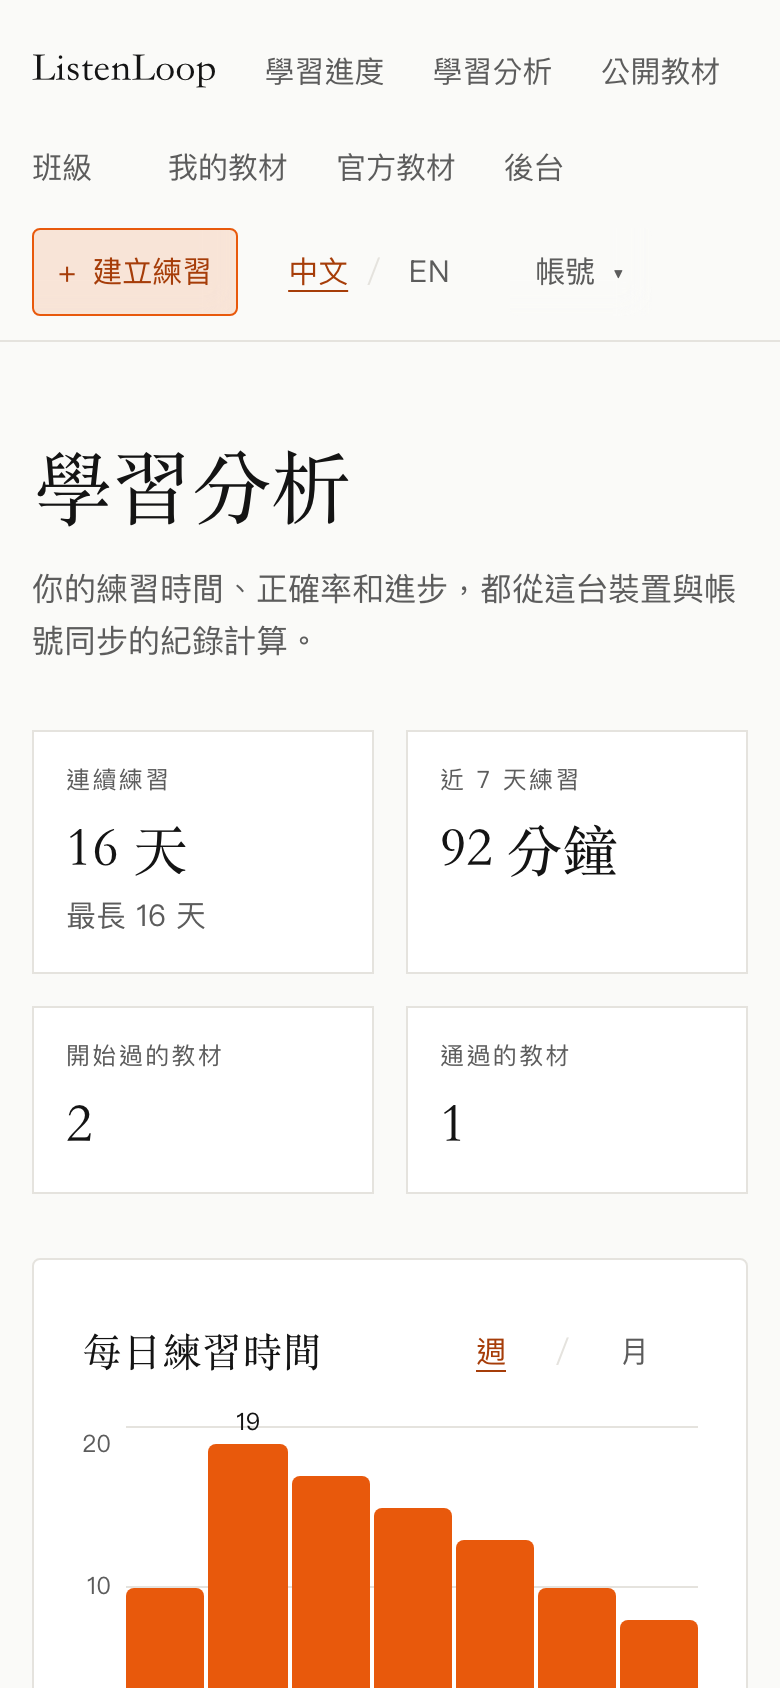 ListenLoop 學習進度 學習分析 公開教材
班級 我的教材 官方教材 後台
+ 建立練習 中文 / EN 帳號 ▾
學習分析
你的練習時間、正確率和進步，都從這台裝置與帳
號同步的紀錄計算。
連續練習
16 天
最長 16 天
近 7 天練習
92 分鐘
開始過的教材
2
通過的教材
1
每日練習時間 週 / 月
19
20
10